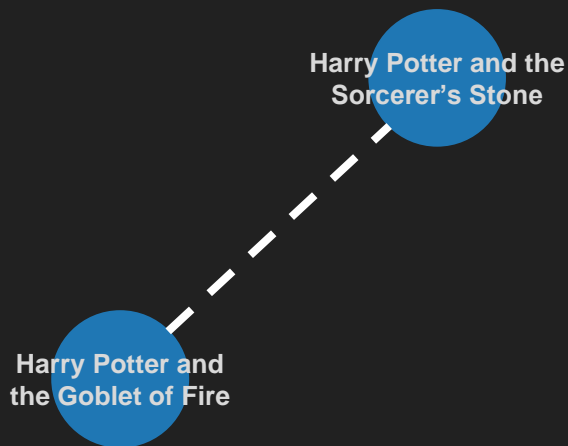 Harry Potter and the
Sorcerer’s Stone
Harry Potter and
the Goblet of Fire